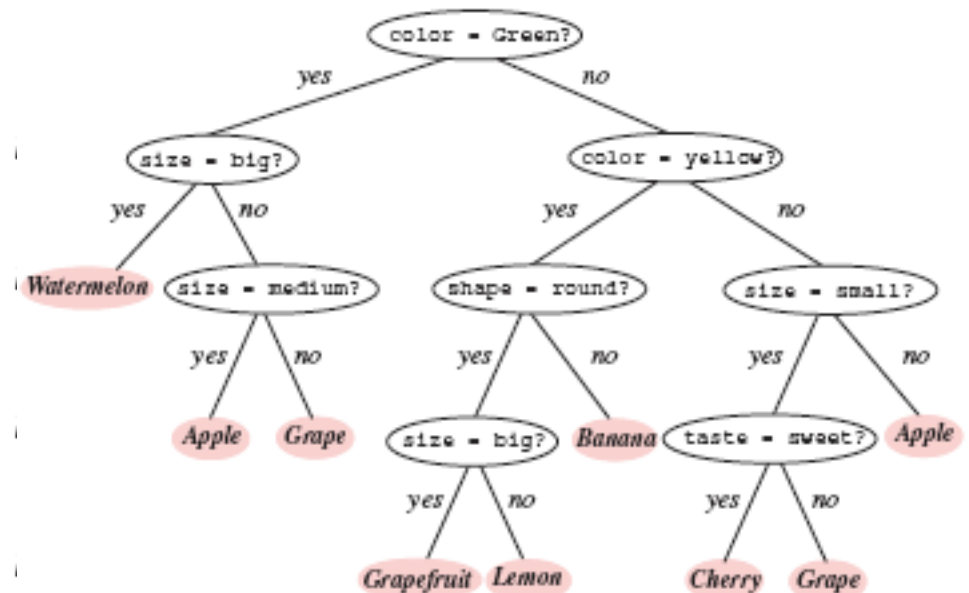 color = Green?
yes
no
size = big?
color = yellow?
yes
no
yes
no
Watermelon
size = medium?
shape = round?
size = small?
yes
no
yes
no
yes
no
Apple
Grape
size = big?
Banana
taste = sweet?
Apple
yes
no
yes
no
Grapefruit
Lemon
Cherry
Grape